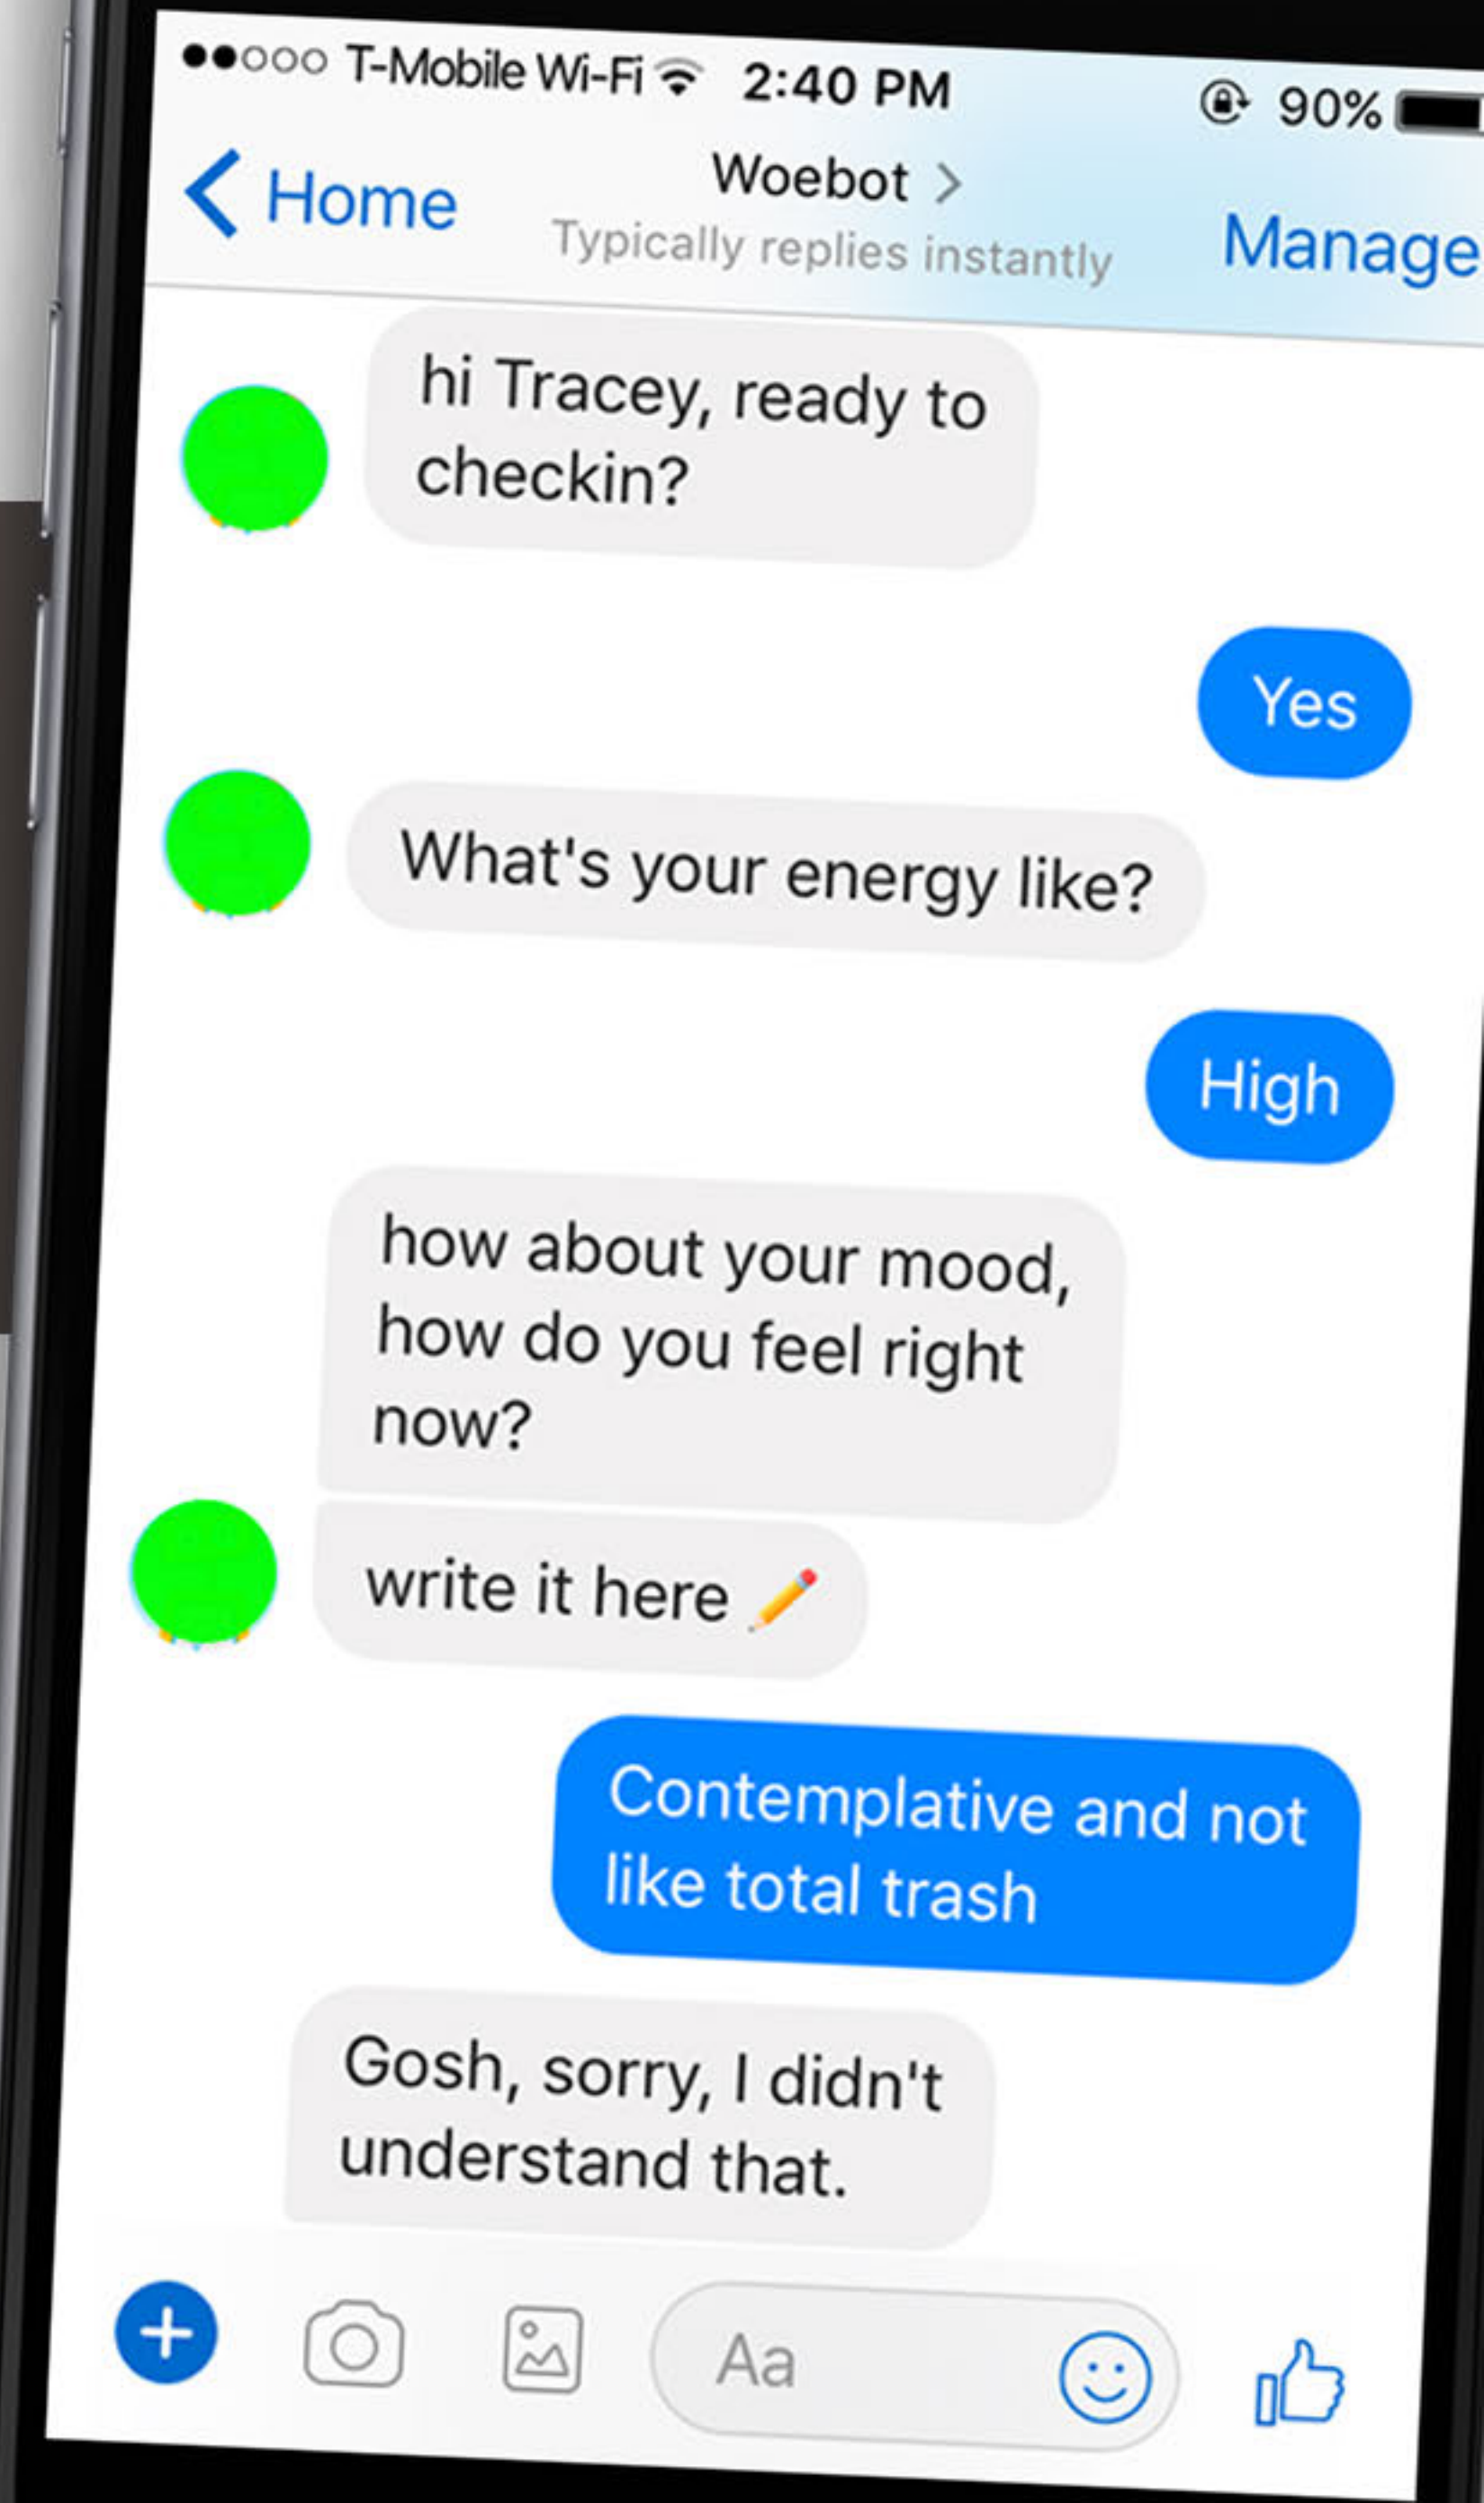 T-Mobile Wi-Fi 2:40 PM 90%
Home Woebot Manage
Typically replies instantly
hi Tracey, ready to
checkin?
Yes
What's your energy like?
High
how about your mood,
how do you feel right
now?
write it here ✏️
Contemplative and not
like total trash
Gosh, sorry, I didn't
understand that.
Aa